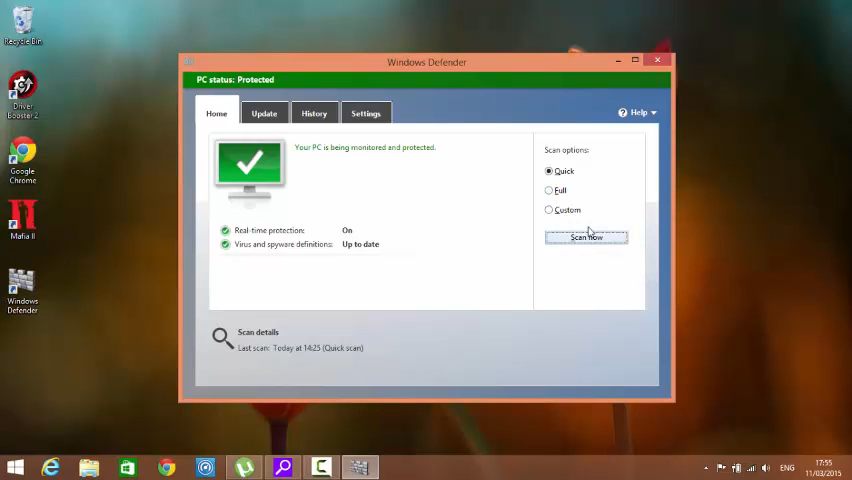 Recycle Bin
Driver
Booster 2
Google
Chrome
Mafia II
Windows
Defender
Windows Defender
PC status: Protected
Home
Update
History
Settings
Help
Your PC is being monitored and protected.
Real-time protection: On
Virus and spyware definitions: Up to date
Scan options:
Quick
Full
Custom
Scan now
Scan details
Last scan: Today at 14:25 (Quick scan)
ENG
17:55
11/03/2015